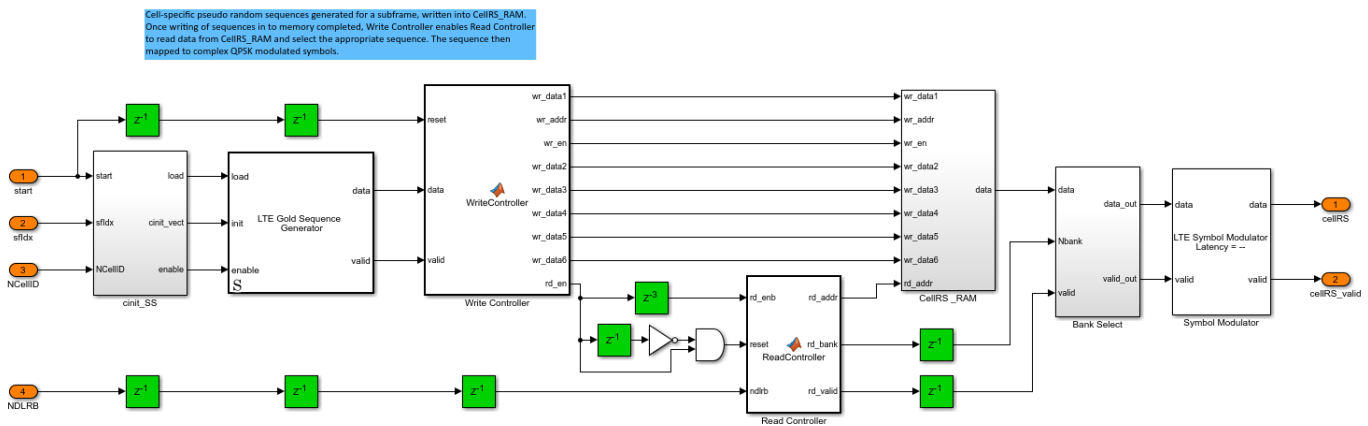 Cell-specific pseudo random sequences generated for a subframe, written into CellRS_RAM.
Once writing of sequences in to memory completed, Write Controller enables Read Controller
to read data from CellRS_RAM and select the appropriate sequence. The sequence then
mapped to complex QPSK modulated symbols.
z-1
z-1
1
start
2
sfIdx
3
NCellID
start
sfIdx
NCellID
load
cinit_vect
enable
cinit_SS
load
init
enable
LTE Gold Sequence
Generator
data
valid
S
reset
data
valid
WriteController
wr_data1
wr_addr
wr_en
wr_data2
wr_data3
wr_data4
wr_data5
wr_data6
rd_en
Write Controller
wr_data1
wr_addr
wr_en
wr_data2
wr_data3
wr_data4
wr_data5
wr_data6
rd_addr
data
CellRS _RAM
data
Nbank
valid
data_out
valid_out
Bank Select
data
valid
LTE Symbol Modulator
Latency = --
data
valid
Symbol Modulator
1
cellRS
2
cellRS_valid
z-3
z-1
rd_enb
reset
ndlrb
ReadController
rd_addr
rd_bank
rd_valid
Read Controller
z-1
z-1
4
NDLRB
z-1
z-1
z-1